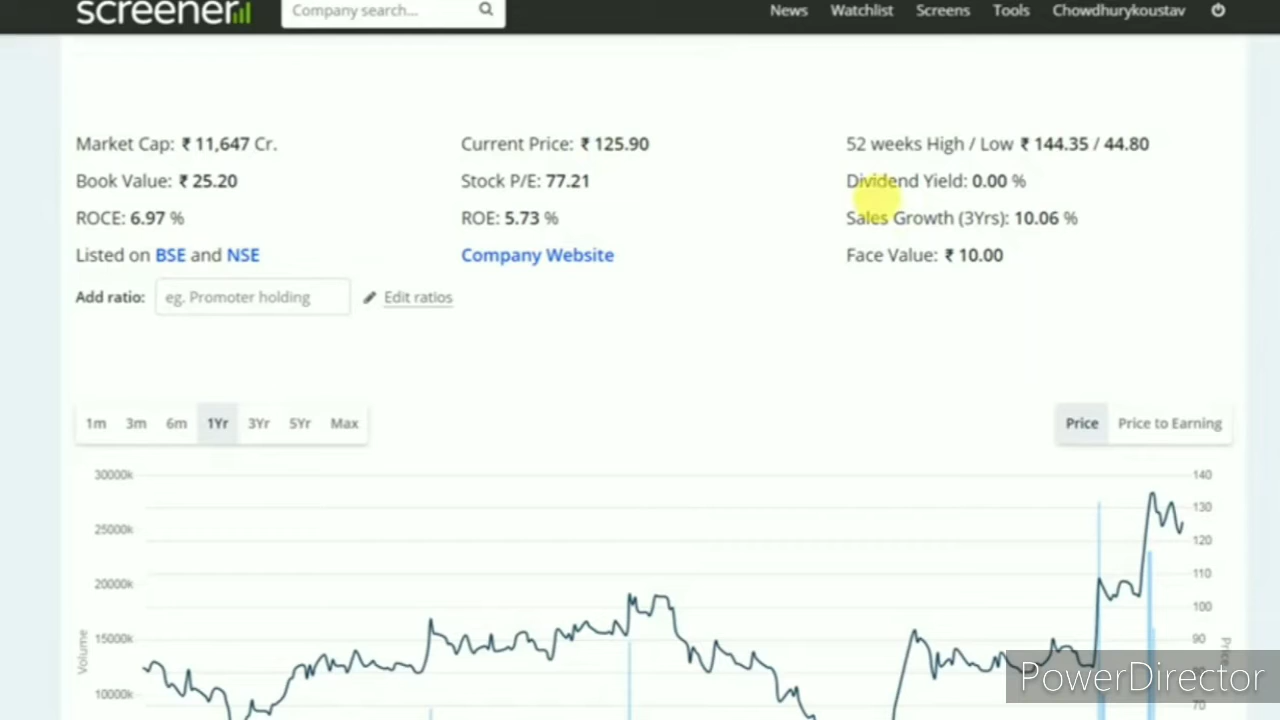 screener
Company search...
News Watchlist Screens Tools Chowdhurykoustav
Market Cap: ₹ 11,647 Cr. Current Price: ₹ 125.90 52 weeks High / Low ₹ 144.35 / 44.80
Book Value: ₹ 25.20 Stock P/E: 77.21 Dividend Yield: 0.00 %
ROCE: 6.97 % ROE: 5.73 % Sales Growth (3Yrs): 10.06 %
Listed on BSE and NSE Company Website Face Value: ₹ 10.00
Add ratio: eg. Promoter holding Edit ratios
1m 3m 6m 1Yr 3Yr 5Yr Max Price Price to Earning
30000k 140
130
25000k 120
110
20000k 100
15000k 90
80
10000k 70
Volume
Price
PowerDirector